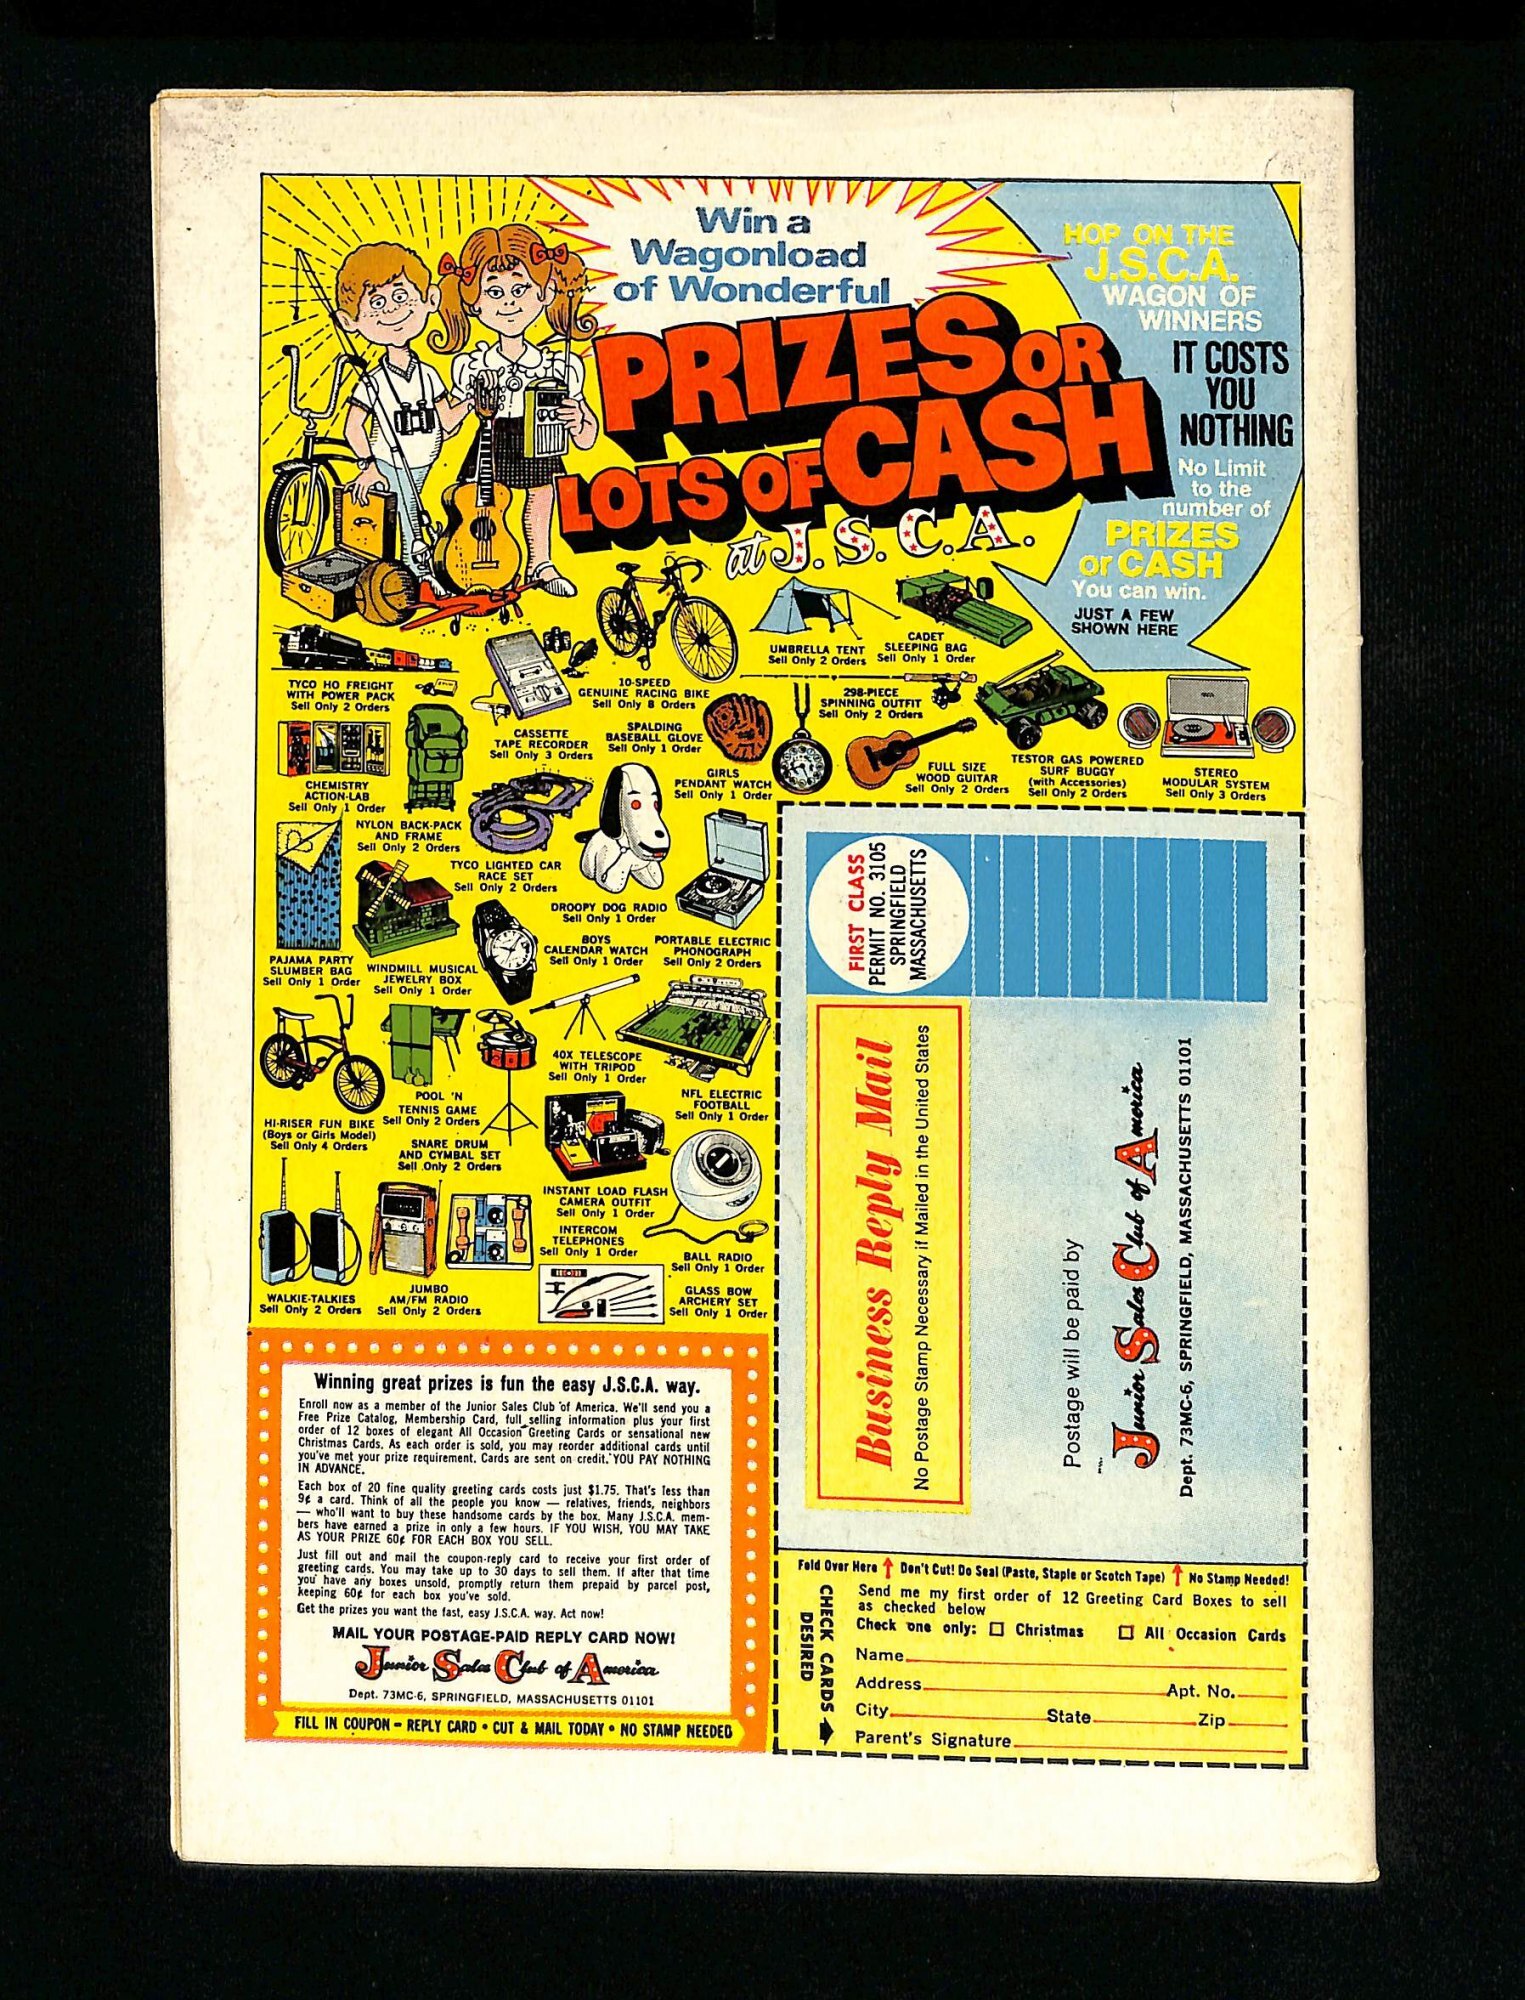 Win a
Wagonload
of Wonderful
PRIZES OR
LOTS OF CASH
at J.S.C.A.
HOP ON THE
J.S.C.A.
WAGON OF
WINNERS
IT COSTS
YOU
NOTHING
No Limit
to the
number of
PRIZES
or CASH
You can win.
JUST A FEW
SHOWN HERE
TYCO HO FREIGHT
WITH POWER PACK
Sell Only 2 Orders
CASSETTE
TAPE RECORDER
Sell Only 3 Orders
10-SPEED
GENUINE RACING BIKE
Sell Only 8 Orders
UMBRELLA TENT
Sell Only 2 Orders
CADET
SLEEPING BAG
Sell Only 1 Order
298-PIECE
SPINNING OUTFIT
Sell Only 2 Orders
SPALDING
BASEBALL GLOVE
Sell Only 1 Order
GIRLS
PENDANT WATCH
Sell Only 1 Order
FULL SIZE
WOOD GUITAR
Sell Only 2 Orders
TESTOR GAS POWERED
SURF BUGGY
(with Accessories)
Sell Only 2 Orders
STEREO
MODULAR SYSTEM
Sell Only 3 Orders
CHEMISTRY
ACTION-LAB
Sell Only 1 Order
NYLON BACK-PACK
AND FRAME
Sell Only 2 Orders
TYCO LIGHTED CAR
RACE SET
Sell Only 2 Orders
DROOPY DOG RADIO
Sell Only 1 Order
PAJAMA PARTY
SLUMBER BAG
Sell Only 1 Order
WINDMILL MUSICAL
JEWELRY BOX
Sell Only 1 Order
BOYS
CALENDAR WATCH
Sell Only 1 Order
PORTABLE ELECTRIC
PHONOGRAPH
Sell Only 2 Orders
HI-RISER FUN BIKE
(Boys or Girls Model)
Sell Only 4 Orders
POOL 'N
TENNIS GAME
Sell Only 2 Orders
SNARE DRUM
AND CYMBAL SET
Sell Only 2 Orders
40X TELESCOPE
WITH TRIPOD
Sell Only 1 Order
NFL ELECTRIC
FOOTBALL
Sell Only 1 Order
INSTANT LOAD FLASH
CAMERA OUTFIT
Sell Only 1 Order
INTERCOM
TELEPHONES
Sell Only 1 Order
BALL RADIO
Sell Only 1 Order
WALKIE-TALKIES
Sell Only 2 Orders
JUMBO
AM/FM RADIO
Sell Only 2 Orders
GLASS BOW
ARCHERY SET
Sell Only 1 Order
Winning great prizes is fun the easy J.S.C.A. way.
Enroll now as a member of the Junior Sales Club of America. We'll send you a
Free Prize Catalog, Membership Card, full selling information plus your first
order of 12 boxes of elegant All Occasion Greeting Cards or sensational new
Christmas Cards. As each order is sold, you may reorder additional cards until
you've met your prize requirement. Cards are sent on credit. YOU PAY NOTHING
IN ADVANCE.
Each box of 20 fine quality greeting cards costs just $1.75. That's less than
9¢ a card. Think of all the people you know — relatives, friends, neighbors
— who'll want to buy these handsome cards by the box. Many J.S.C.A. mem-
bers have earned a prize in only a few hours. IF YOU WISH, YOU MAY TAKE
AS YOUR PRIZE 60¢ FOR EACH BOX YOU SELL.
Just fill out and mail the coupon-reply card to receive your first order of
greeting cards. You may take up to 30 days to sell them. If after that time
you have any boxes unsold, promptly return them prepaid by parcel post,
keeping 60¢ for each box you've sold.
Get the prizes you want the fast, easy J.S.C.A. way. Act now!
MAIL YOUR POSTAGE-PAID REPLY CARD NOW!
Junior Sales Club of America
Dept. 73MC-6, SPRINGFIELD, MASSACHUSETTS 01101
FILL IN COUPON - REPLY CARD • CUT & MAIL TODAY • NO STAMP NEEDED
FIRST CLASS
PERMIT NO. 3105
SPRINGFIELD
MASSACHUSETTS
Business Reply Mail
No Postage Stamp Necessary if Mailed in the United States
Postage will be paid by
Junior Sales Club of America
Dept. 73MC-6, SPRINGFIELD, MASSACHUSETTS 01101
Fold Over Here ↑ Don't Cut! Do Seal (Paste, Staple or Scotch Tape) ↑ No Stamp Needed!
CHECK CARDS
DESIRED
Send me my first order of 12 Greeting Card Boxes to sell
as checked below
Check one only: ☐ Christmas ☐ All Occasion Cards
Name
Address Apt. No.
City State Zip
Parent's Signature